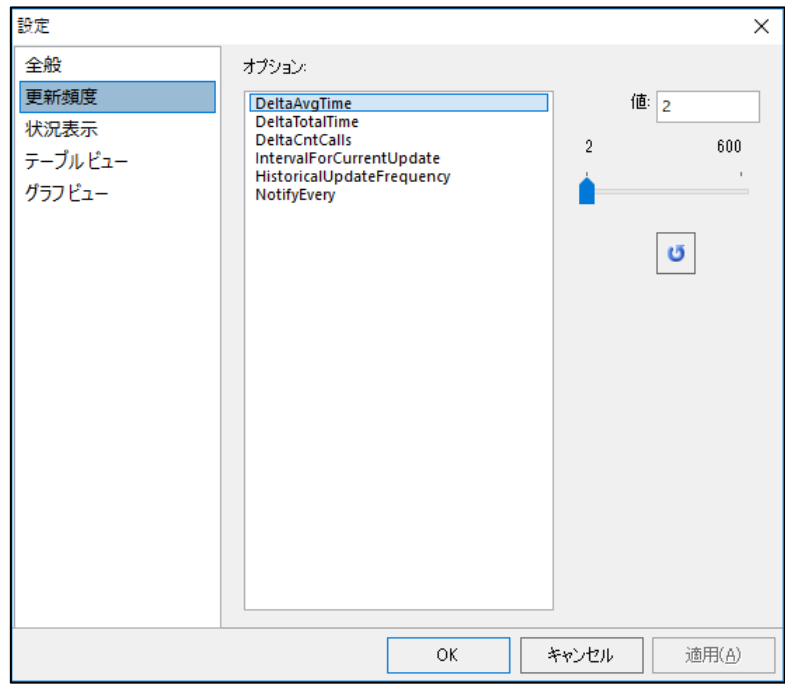 設定
全般
更新頻度
状況表示
テーブル ビュー
グラフ ビュー
オプション:
DeltaAvgTime
DeltaTotalTime
DeltaCntCalls
IntervalForCurrentUpdate
HistoricalUpdateFrequency
NotifyEvery
値: 2
2 600
OK キャンセル 適用(A)